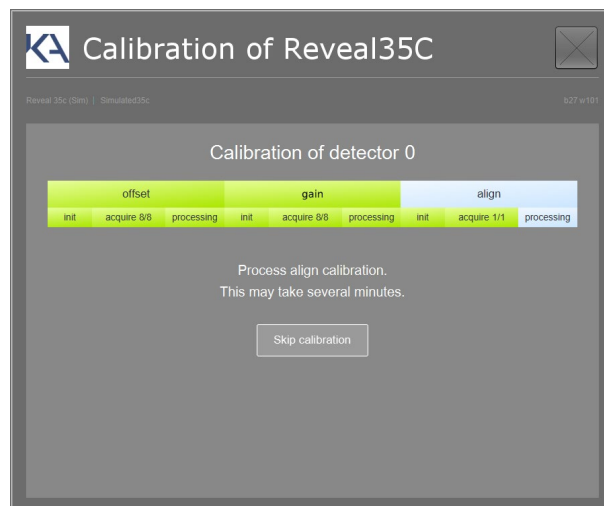 KA Calibration of Reveal35C
Reveal 35c (Sim) | Simulated35c b27 w101
Calibration of detector 0
offset gain align
init acquire 8/8 processing init acquire 8/8 processing init acquire 1/1 processing
Process align calibration.
This may take several minutes.
Skip calibration